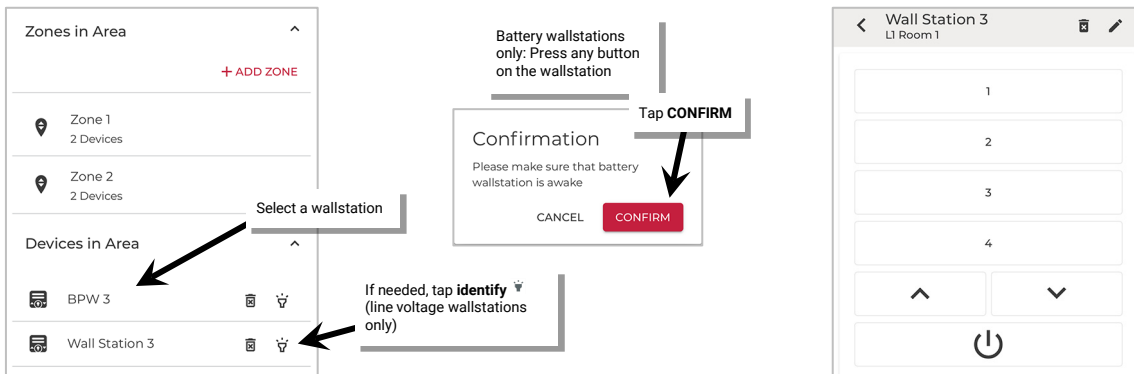 Zones in Area
+ ADD ZONE
Zone 1
2 Devices
Zone 2
2 Devices
Select a wallstation
Devices in Area
BPW 3
Wall Station 3
If needed, tap identify
(line voltage wallstations
only)
Battery wallstations
only: Press any button
on the wallstation
Tap CONFIRM
Confirmation
Please make sure that battery
wallstation is awake
CANCEL
CONFIRM
Wall Station 3
L1 Room 1
1
2
3
4